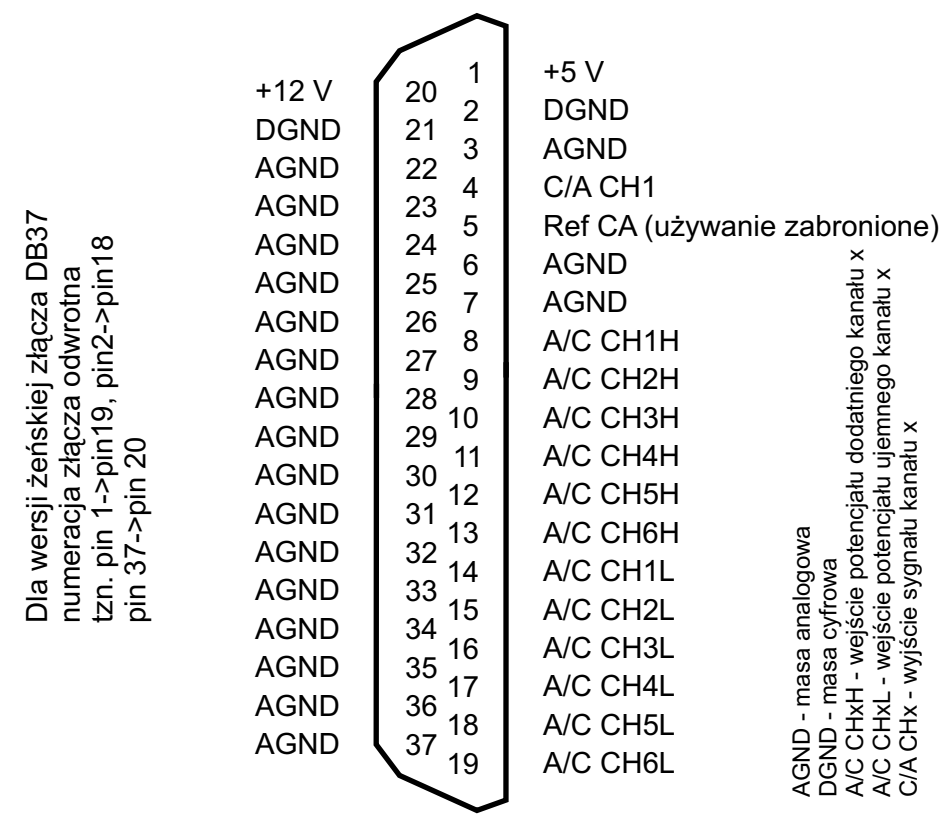 1 +5 V
+12 V 20
2 DGND
DGND 21
3 AGND
AGND 22
4 C/A CH1
AGND 23
5 Ref CA (używanie zabronione)
AGND 24
6 AGND
AGND 25
7 AGND
AGND 26
8 A/C CH1H
AGND 27
9 A/C CH2H
AGND 28
10 A/C CH3H
AGND 29
11 A/C CH4H
AGND 30
12 A/C CH5H
AGND 31
13 A/C CH6H
AGND 32
14 A/C CH1L
AGND 33
15 A/C CH2L
AGND 34
16 A/C CH3L
AGND 35
17 A/C CH4L
AGND 36
18 A/C CH5L
AGND 37
19 A/C CH6L
Dla wersji żeńskiej złącza DB37
numeracja złącza odwrotna
tzn. pin 1->pin19, pin2->pin18
pin 37->pin 20
AGND - masa analogowa
DGND - masa cyfrowa
A/C CHxH - wejście potencjału dodatniego kanału x
A/C CHxL - wejście potencjału ujemnego kanału x
C/A CHx - wyjście sygnału kanału x